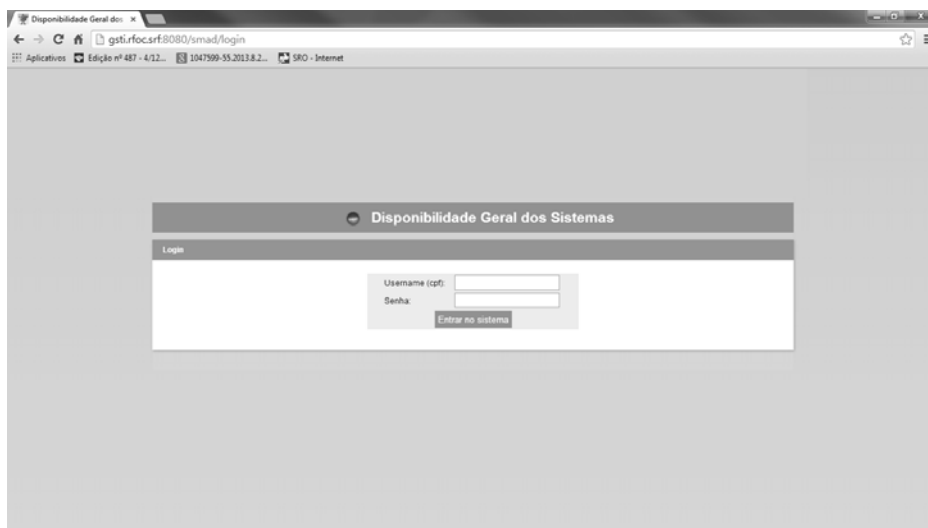 Disponibilidade Geral dos
gsti.rfoc.srf:8080/smad/login
Aplicativos Edição nº 487 - 4/12... 1047599-55.2013.8.2... SRO - Internet
Disponibilidade Geral dos Sistemas
Login
Username (cpf):
Senha:
Entrar no sistema